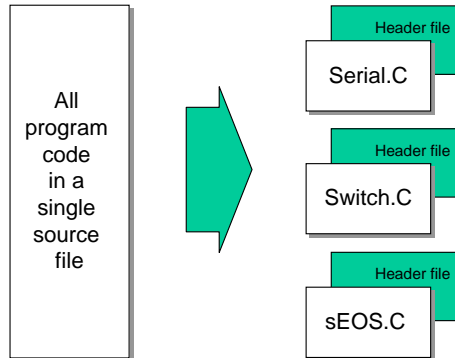 All
program
code
in a
single
source
file
Header file
Serial.C
Header file
Switch.C
Header file
sEOS.C